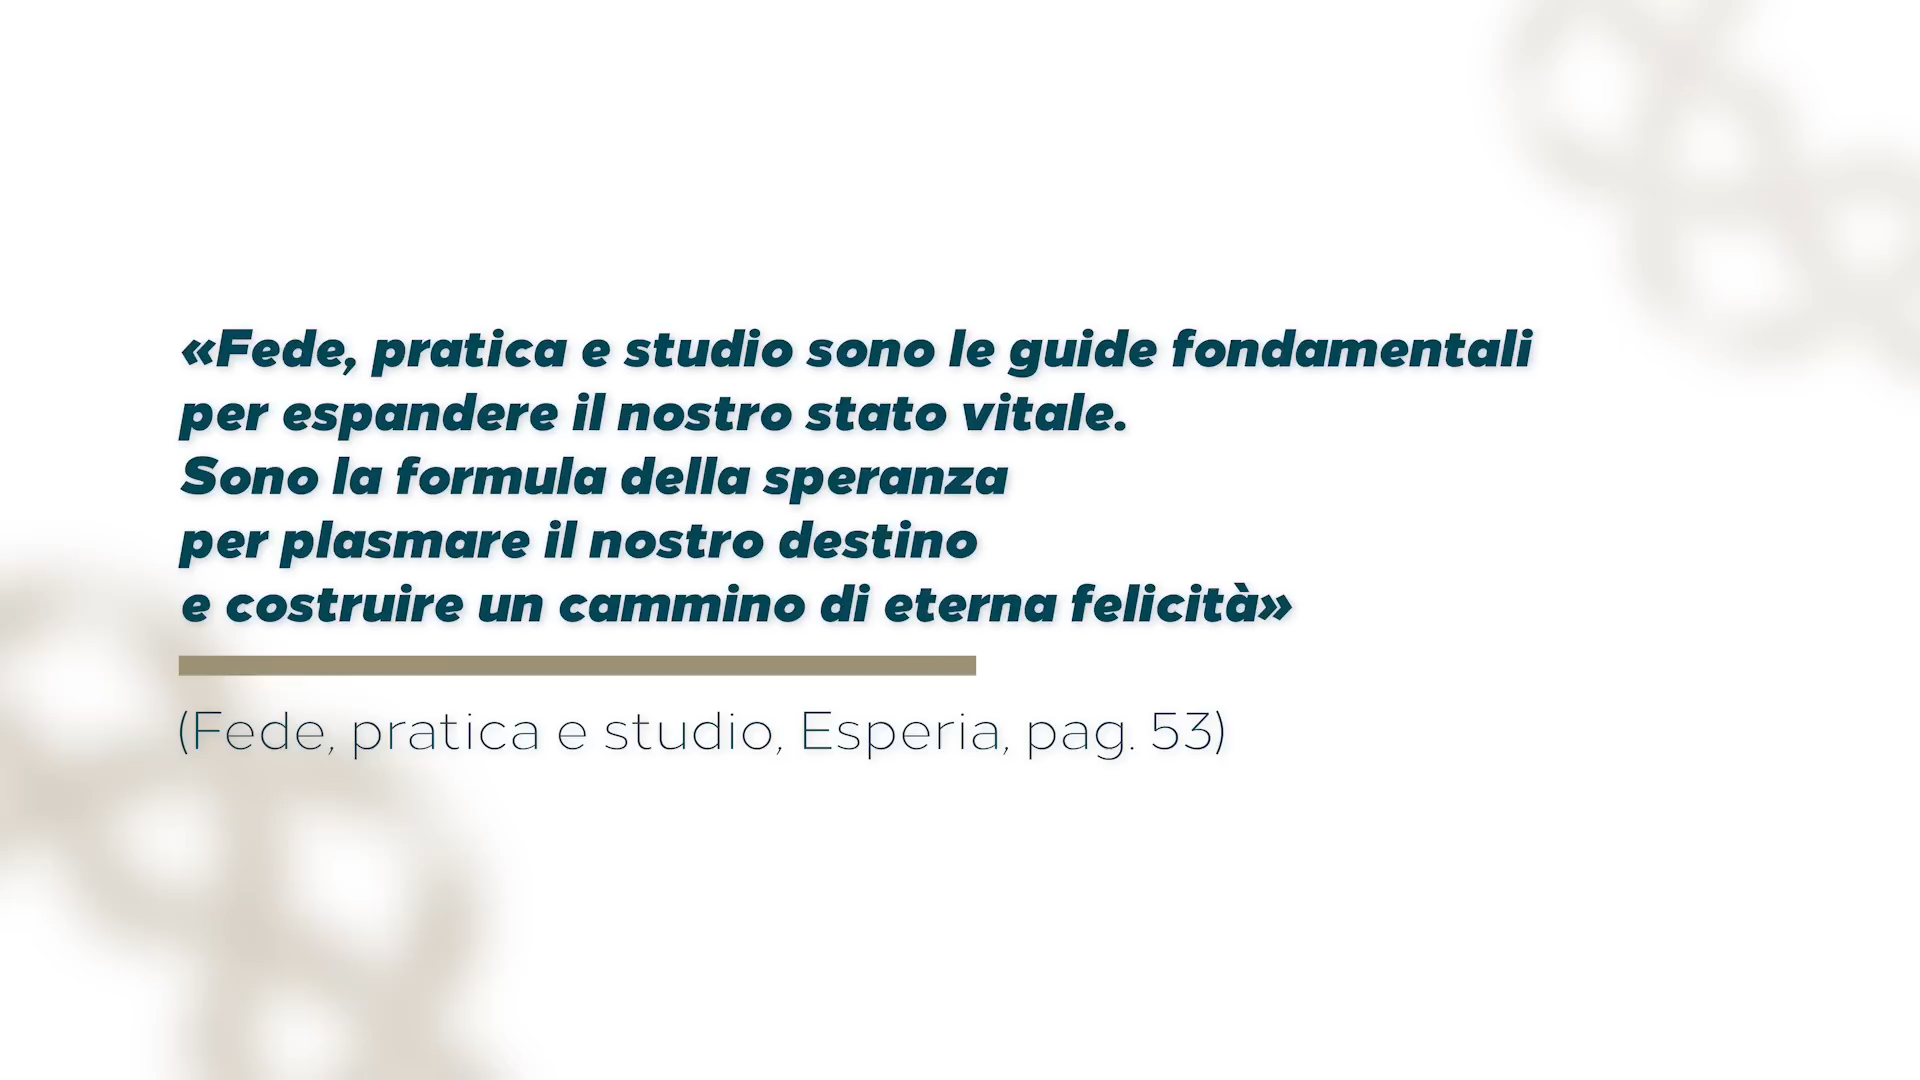 «Fede, pratica e studio sono le guide fondamentali
per espandere il nostro stato vitale.
Sono la formula della speranza
per plasmare il nostro destino
e costruire un cammino di eterna felicità»
(Fede, pratica e studio, Esperia, pag. 53)